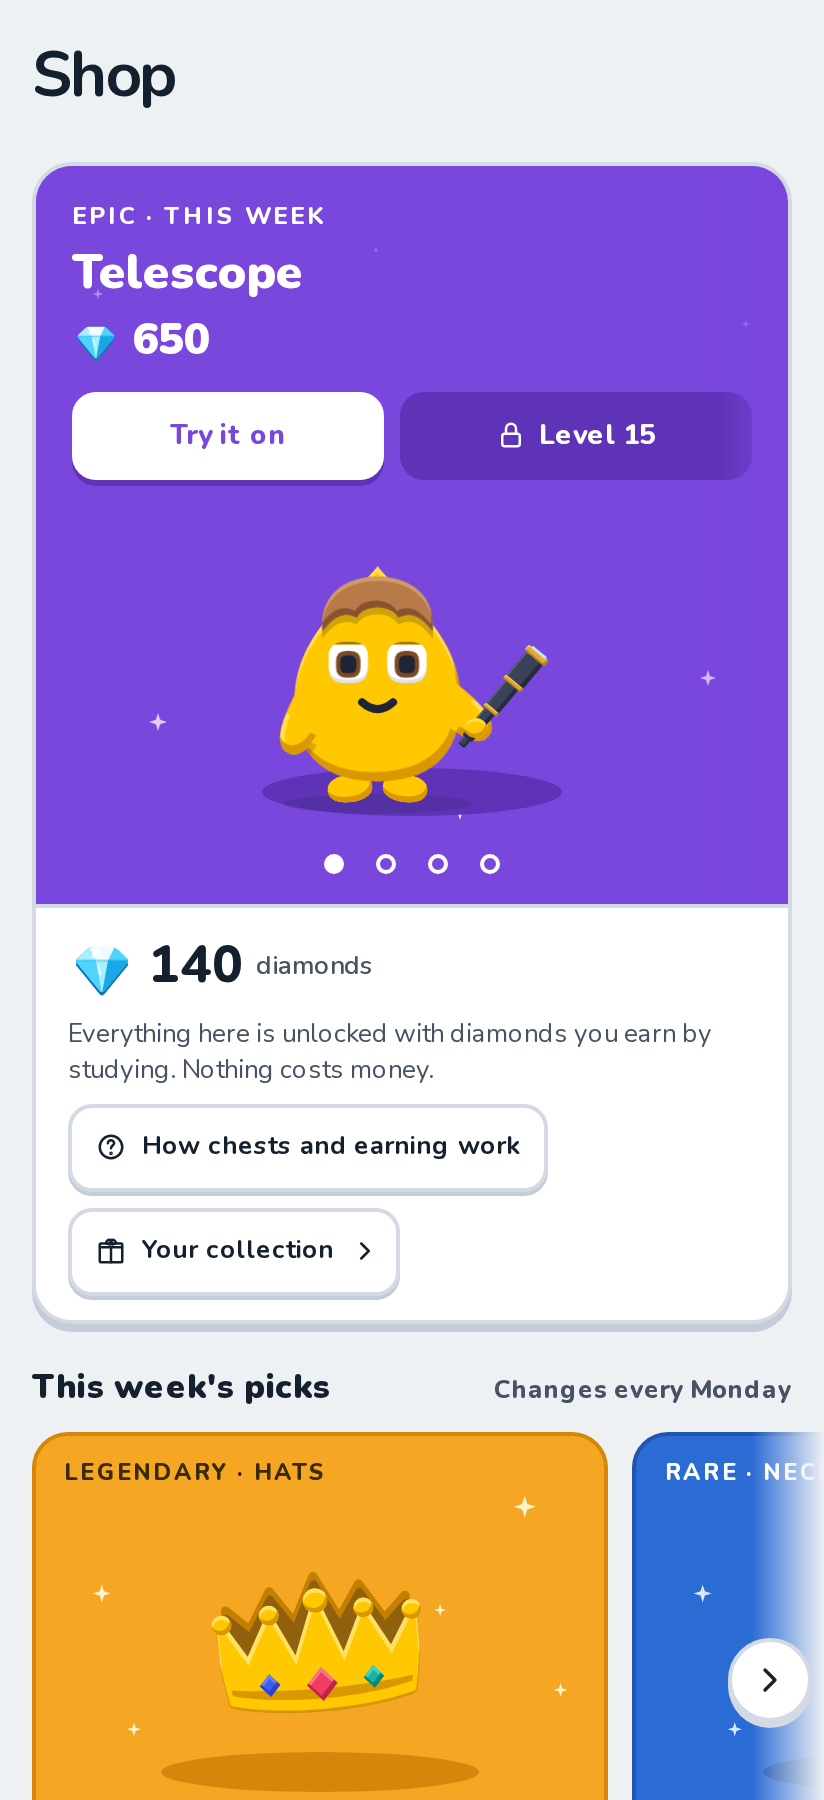 Shop
EPIC · THIS WEEK
Telescope
650
Try it on
Level 15
140 diamonds
Everything here is unlocked with diamonds you earn by
studying. Nothing costs money.
How chests and earning work
Your collection
This week's picks
Changes every Monday
LEGENDARY · HATS
RARE ·